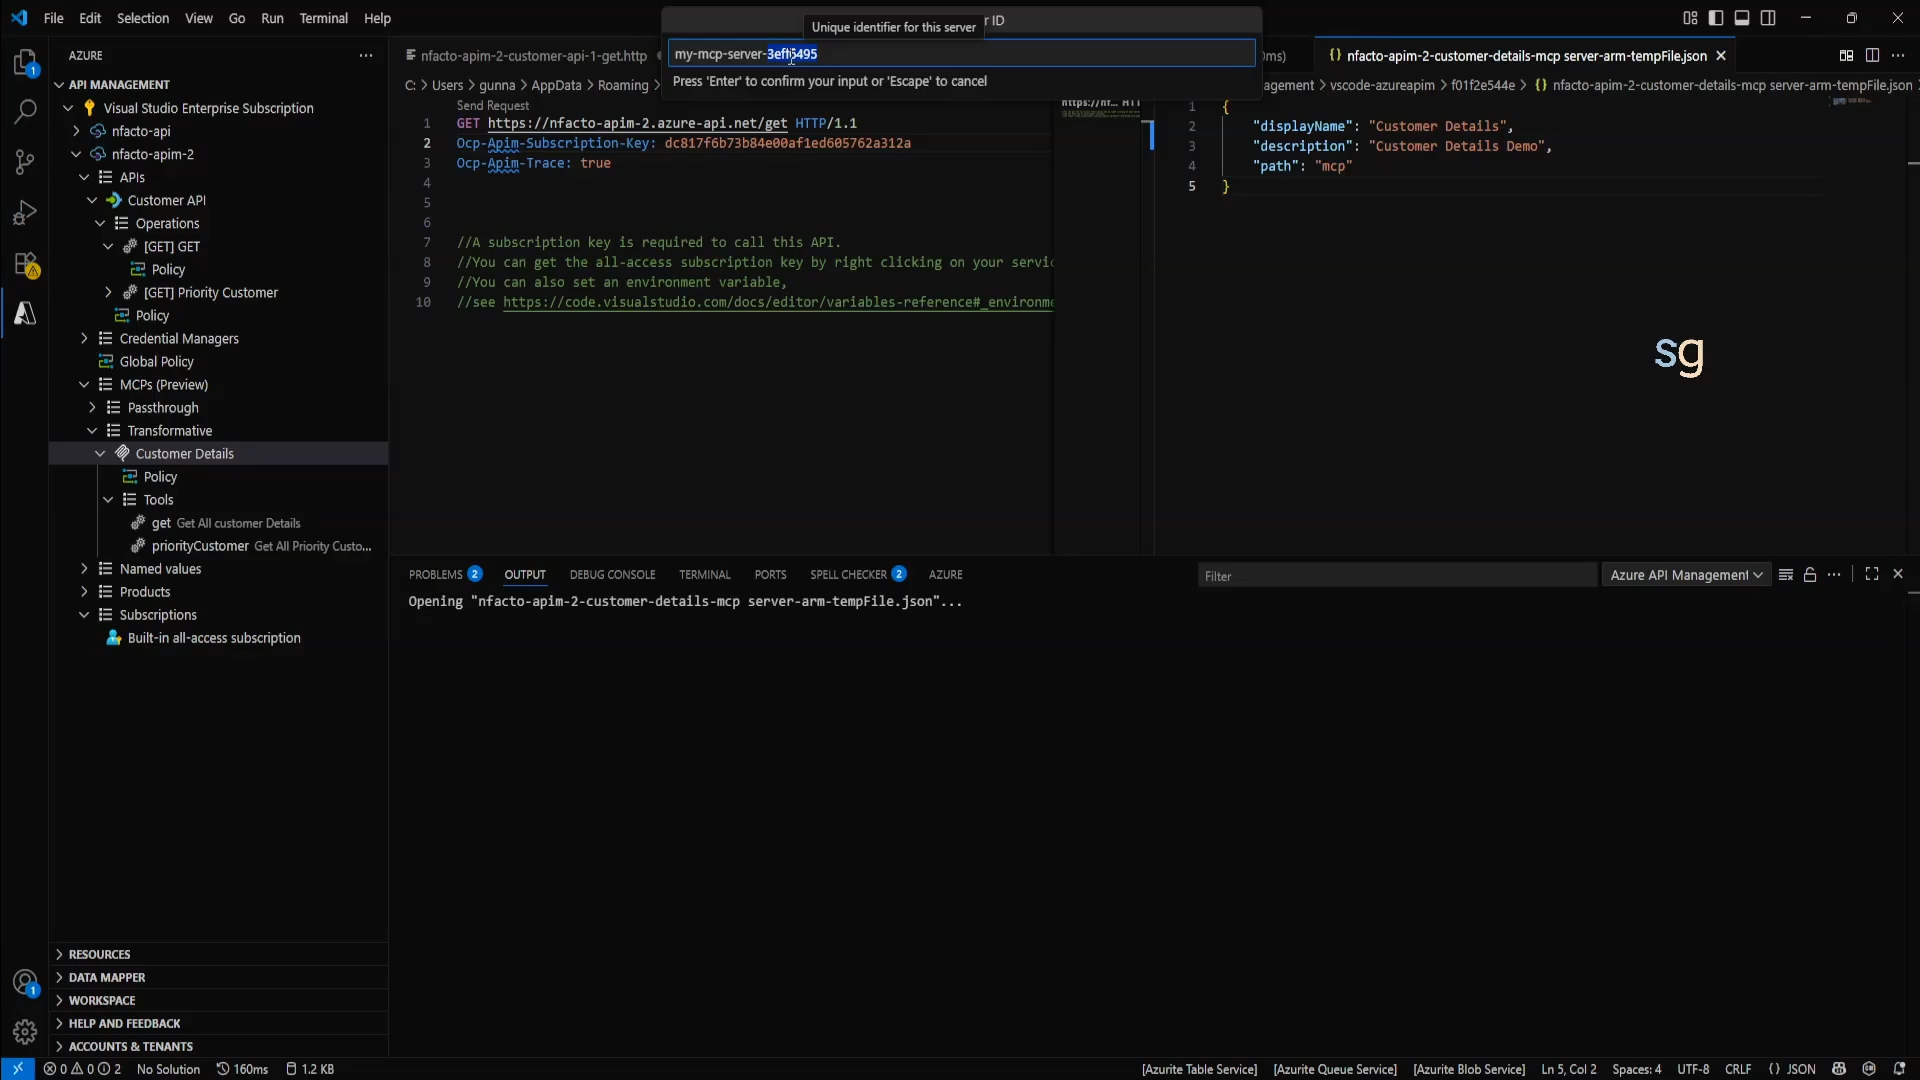 File Edit Selection View Go Run Terminal Help
r ID
Unique identifier for this server
my-mcp-server-3eff5495
Press 'Enter' to confirm your input or 'Escape' to cancel
AZURE
API MANAGEMENT
Visual Studio Enterprise Subscription
nfacto-api
nfacto-apim-2
APIs
Customer API
Operations
[GET] GET
Policy
[GET] Priority Customer
Policy
Credential Managers
Global Policy
MCPs (Preview)
Passthrough
Transformative
Customer Details
Policy
Tools
get Get All customer Details
priorityCustomer Get All Priority Custo...
Named values
Products
Subscriptions
Built-in all-access subscription
RESOURCES
DATA MAPPER
WORKSPACE
HELP AND FEEDBACK
ACCOUNTS & TENANTS
1
1
nfacto-apim-2-customer-api-1-get.http
C: > Users > gunna > AppData > Roaming >
Send Request
1 GET https://nfacto-apim-2.azure-api.net/get HTTP/1.1
2 Ocp-Apim-Subscription-Key: dc817f6b73b84e00af1ed605762a312a
3 Ocp-Apim-Trace: true
4
5
6
7 //A subscription key is required to call this API.
8 //You can get the all-access subscription key by right clicking on your servic
9 //You can also set an environment variable,
10 //see https://code.visualstudio.com/docs/editor/variables-reference#_environme
ms)
nfacto-apim-2-customer-details-mcp server-arm-tempFile.json
agement > vscode-azureapim > f01f2e544e > {} nfacto-apim-2-customer-details-mcp server-arm-tempFile.json
1 {
2 "displayName": "Customer Details",
3 "description": "Customer Details Demo",
4 "path": "mcp"
5 }
sg
PROBLEMS 2 OUTPUT DEBUG CONSOLE TERMINAL PORTS SPELL CHECKER 2 AZURE
Filter
Azure API Management
Opening "nfacto-apim-2-customer-details-mcp server-arm-tempFile.json"...
0 0 2 No Solution 160ms 1.2 KB
[Azurite Table Service] [Azurite Queue Service] [Azurite Blob Service] Ln 5, Col 2 Spaces: 4 UTF-8 CRLF {} JSON